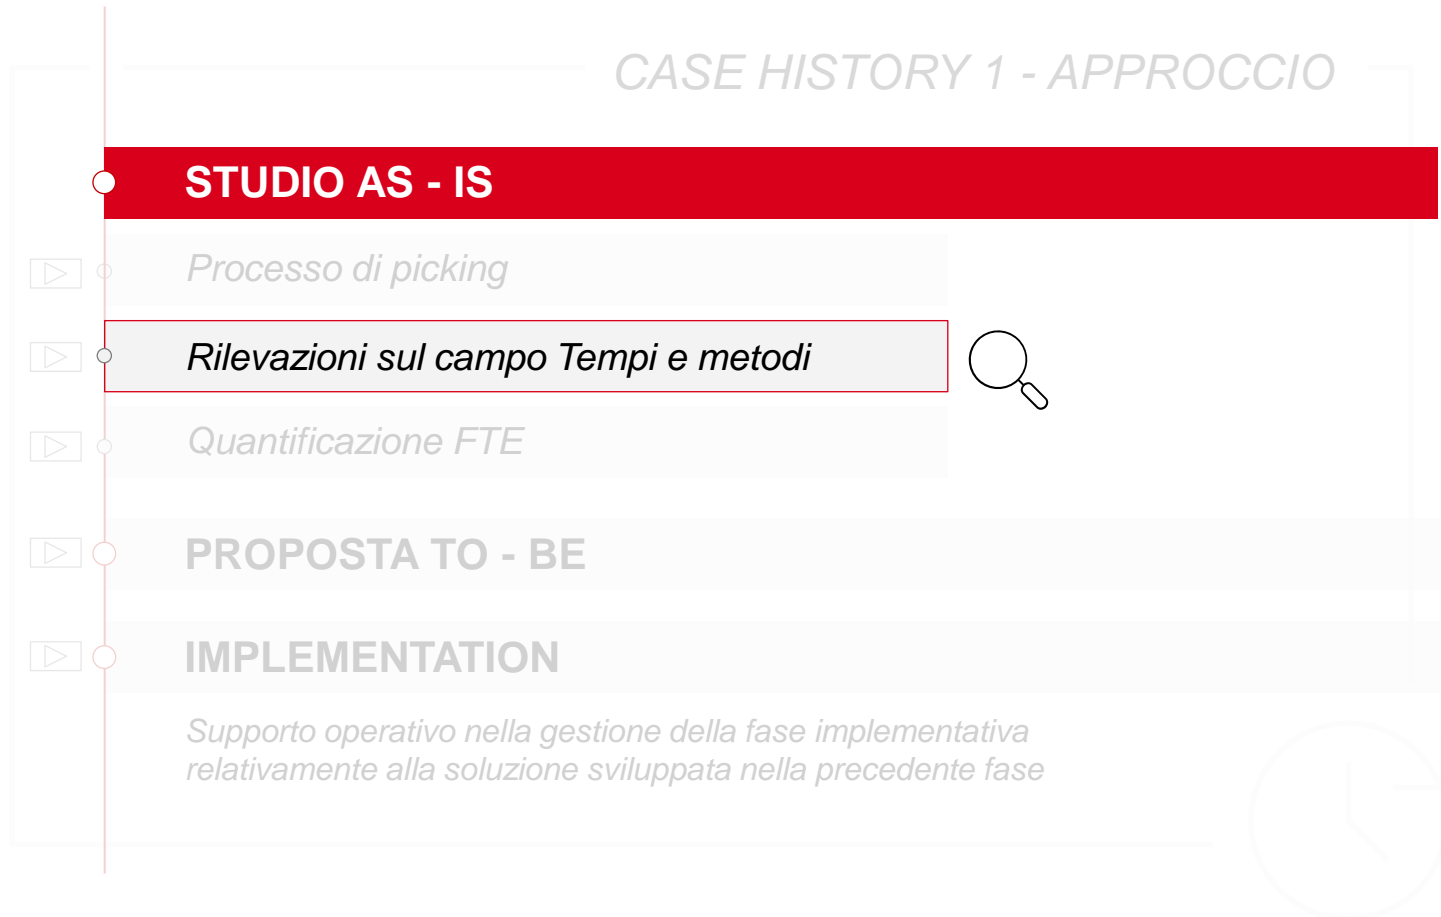 CASE HISTORY 1 - APPROCCIO
STUDIO AS - IS
Processo di picking
Rilevazioni sul campo Tempi e metodi
Quantificazione FTE
PROPOSTA TO - BE
IMPLEMENTATION
Supporto operativo nella gestione della fase implementativa
relativamente alla soluzione sviluppata nella precedente fase